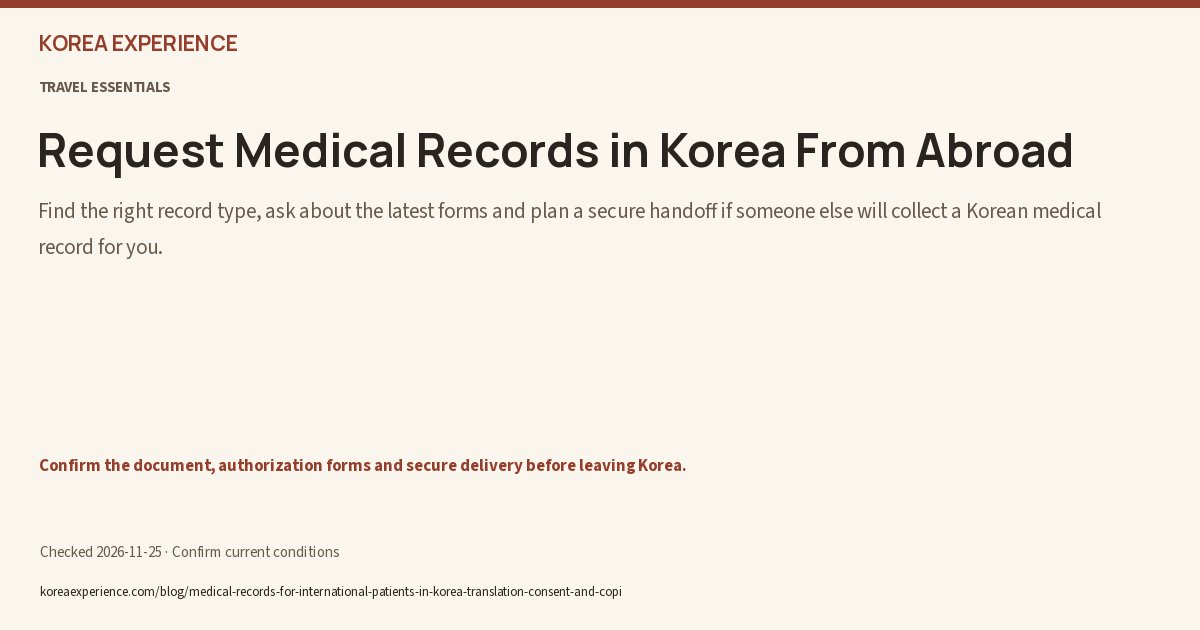 KOREA EXPERIENCE
TRAVEL ESSENTIALS
Request Medical Records in Korea From Abroad
Find the right record type, ask about the latest forms and plan a secure handoff if someone else will collect a Korean medical
record for you.
Confirm the document, authorization forms and secure delivery before leaving Korea.
Checked 2026-11-25 · Confirm current conditions
koreaexperience.com/blog/medical-records-for-international-patients-in-korea-translation-consent-and-copi